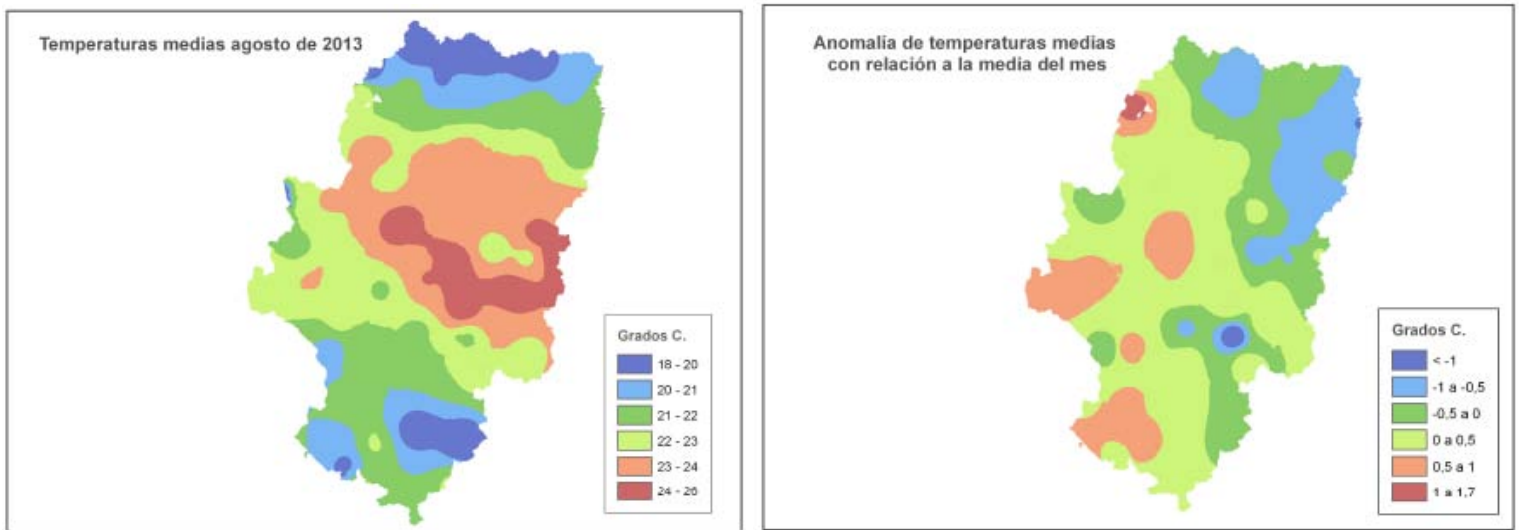 Temperaturas medias agosto de 2013
Grados C.
18 - 20
20 - 21
21 - 22
22 - 23
23 - 24
24 - 26
Anomalía de temperaturas medias
con relación a la media del mes
Grados C.
< -1
-1 a -0,5
-0,5 a 0
0 a 0,5
0,5 a 1
1 a 1,7